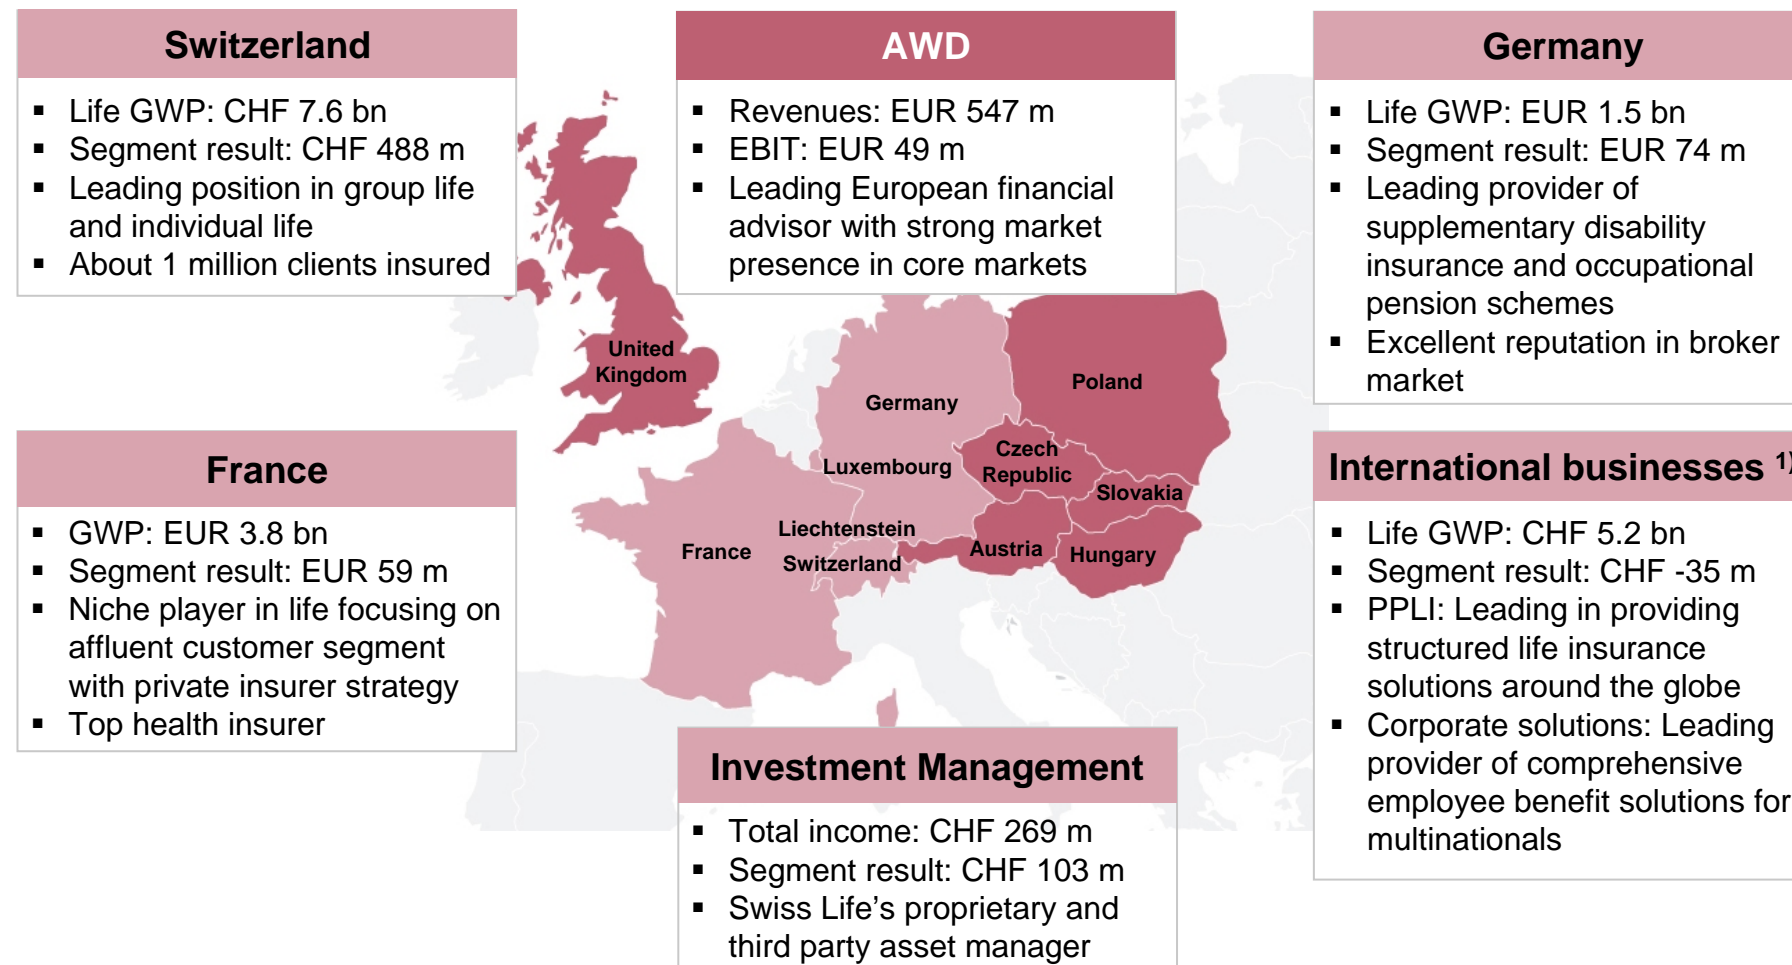 Switzerland
▪ Life GWP: CHF 7.6 bn
▪ Segment result: CHF 488 m
▪ Leading position in group life
and individual life
▪ About 1 million clients insured
AWD
▪ Revenues: EUR 547 m
▪ EBIT: EUR 49 m
▪ Leading European financial
advisor with strong market
presence in core markets
Germany
▪ Life GWP: EUR 1.5 bn
▪ Segment result: EUR 74 m
▪ Leading provider of
supplementary disability
insurance and occupational
pension schemes
▪ Excellent reputation in broker
market
United
Kingdom
Germany
Poland
Luxembourg
Czech
Republic
Slovakia
Liechtenstein
Switzerland
France
Austria
Hungary
France
▪ GWP: EUR 3.8 bn
▪ Segment result: EUR 59 m
▪ Niche player in life focusing on
affluent customer segment
with private insurer strategy
▪ Top health insurer
International businesses 1)
▪ Life GWP: CHF 5.2 bn
▪ Segment result: CHF -35 m
▪ PPLI: Leading in providing
structured life insurance
solutions around the globe
▪ Corporate solutions: Leading
provider of comprehensive
employee benefit solutions for
multinationals
Investment Management
▪ Total income: CHF 269 m
▪ Segment result: CHF 103 m
▪ Swiss Life's proprietary and
third party asset manager